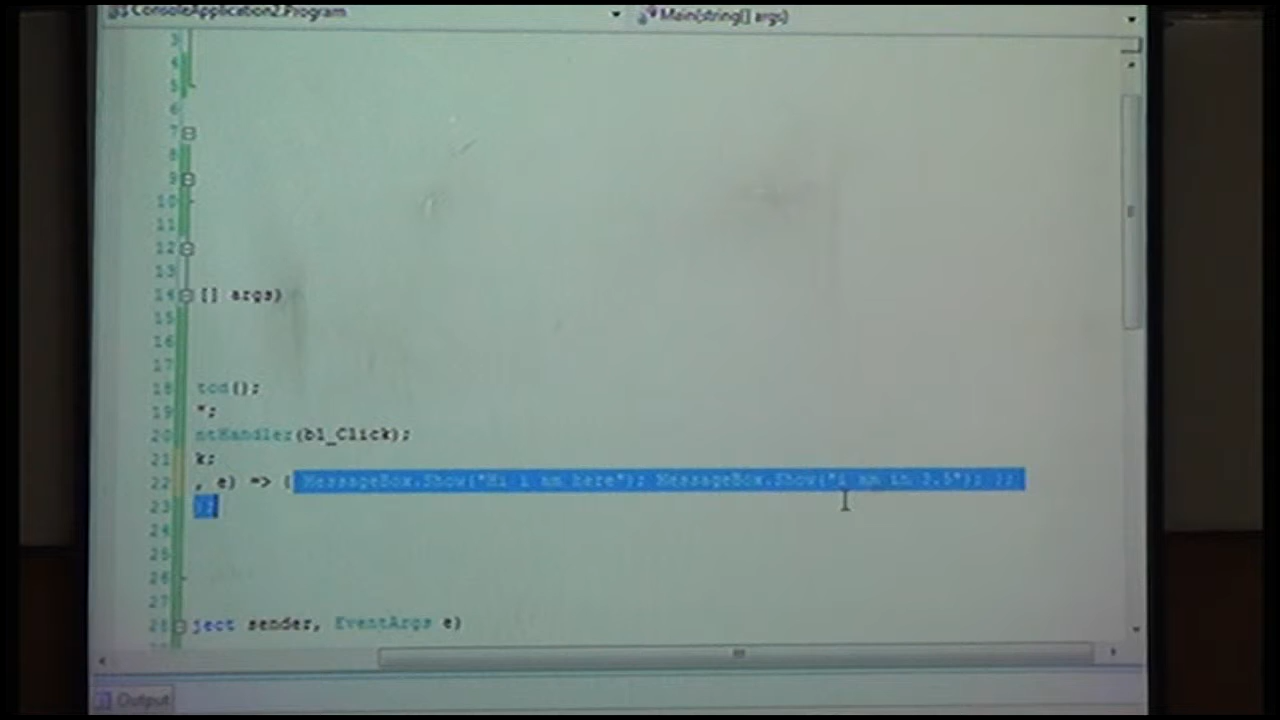 ConsoleApplication2.Program
Main(string[] args)
3
4
5
6
7
8
9
10
11
12
13
14 [] args)
15
16
17
18 tod();
19 ";
20 ntHandler(b1_Click);
21 k;
22 , e) => { MessageBox.Show("Hi i am here"); MessageBox.Show("i am in 3.5"); };
23 );
24
25
26
27
28 ject sender, EventArgs e)
Output